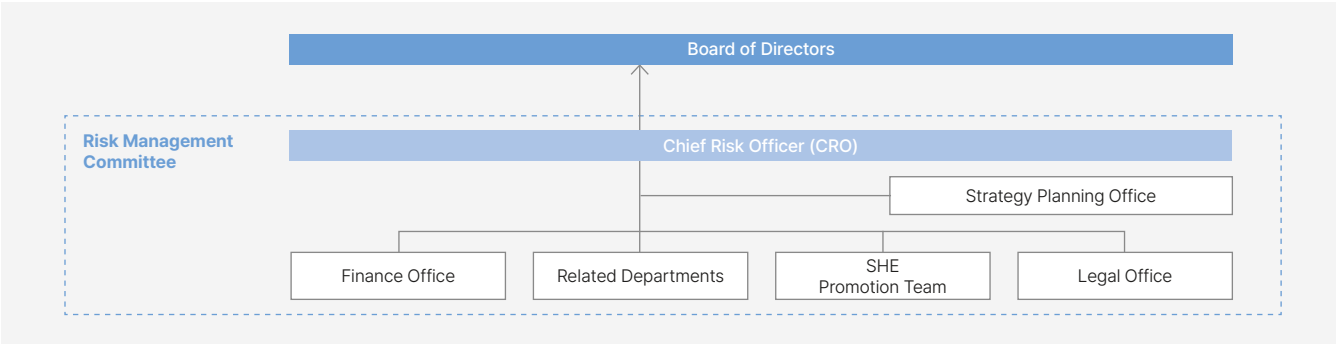 Board of Directors
Risk Management
Committee
Chief Risk Officer (CRO)
Strategy Planning Office
Finance Office
Related Departments
SHE
Promotion Team
Legal Office